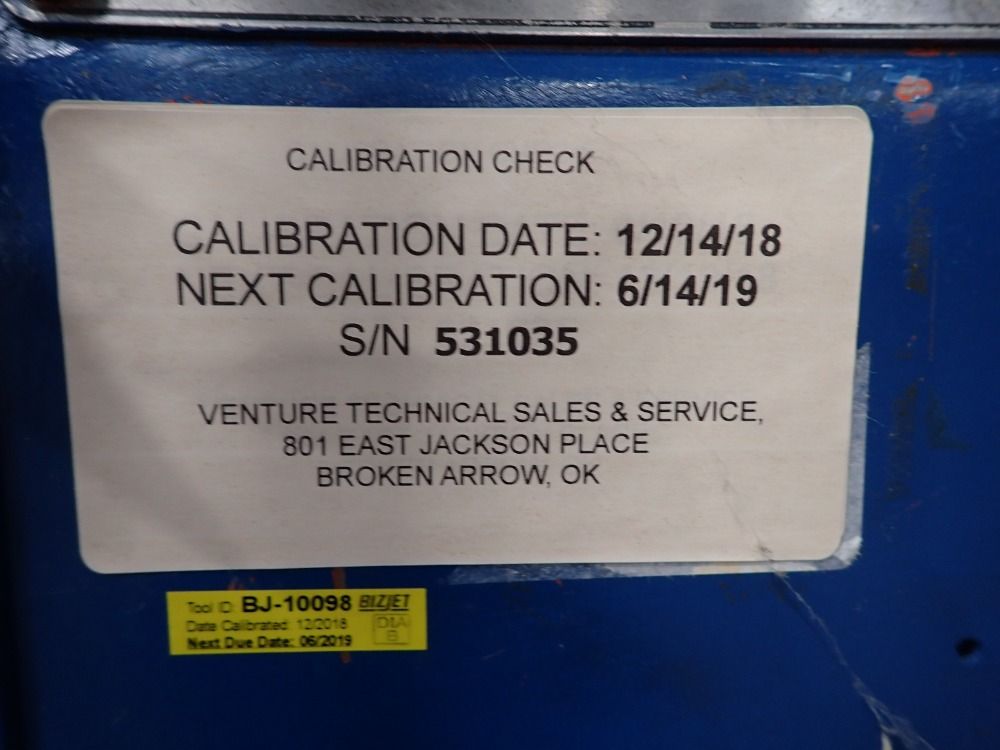 CALIBRATION CHECK
CALIBRATION DATE: 12/14/18
NEXT CALIBRATION: 6/14/19
S/N 531035
VENTURE TECHNICAL SALES & SERVICE,
801 EAST JACKSON PLACE
BROKEN ARROW, OK
Tool ID: BJ-10098 BIZJET
Date Calibrated: 12/2018
Next Due Date: 06/2019